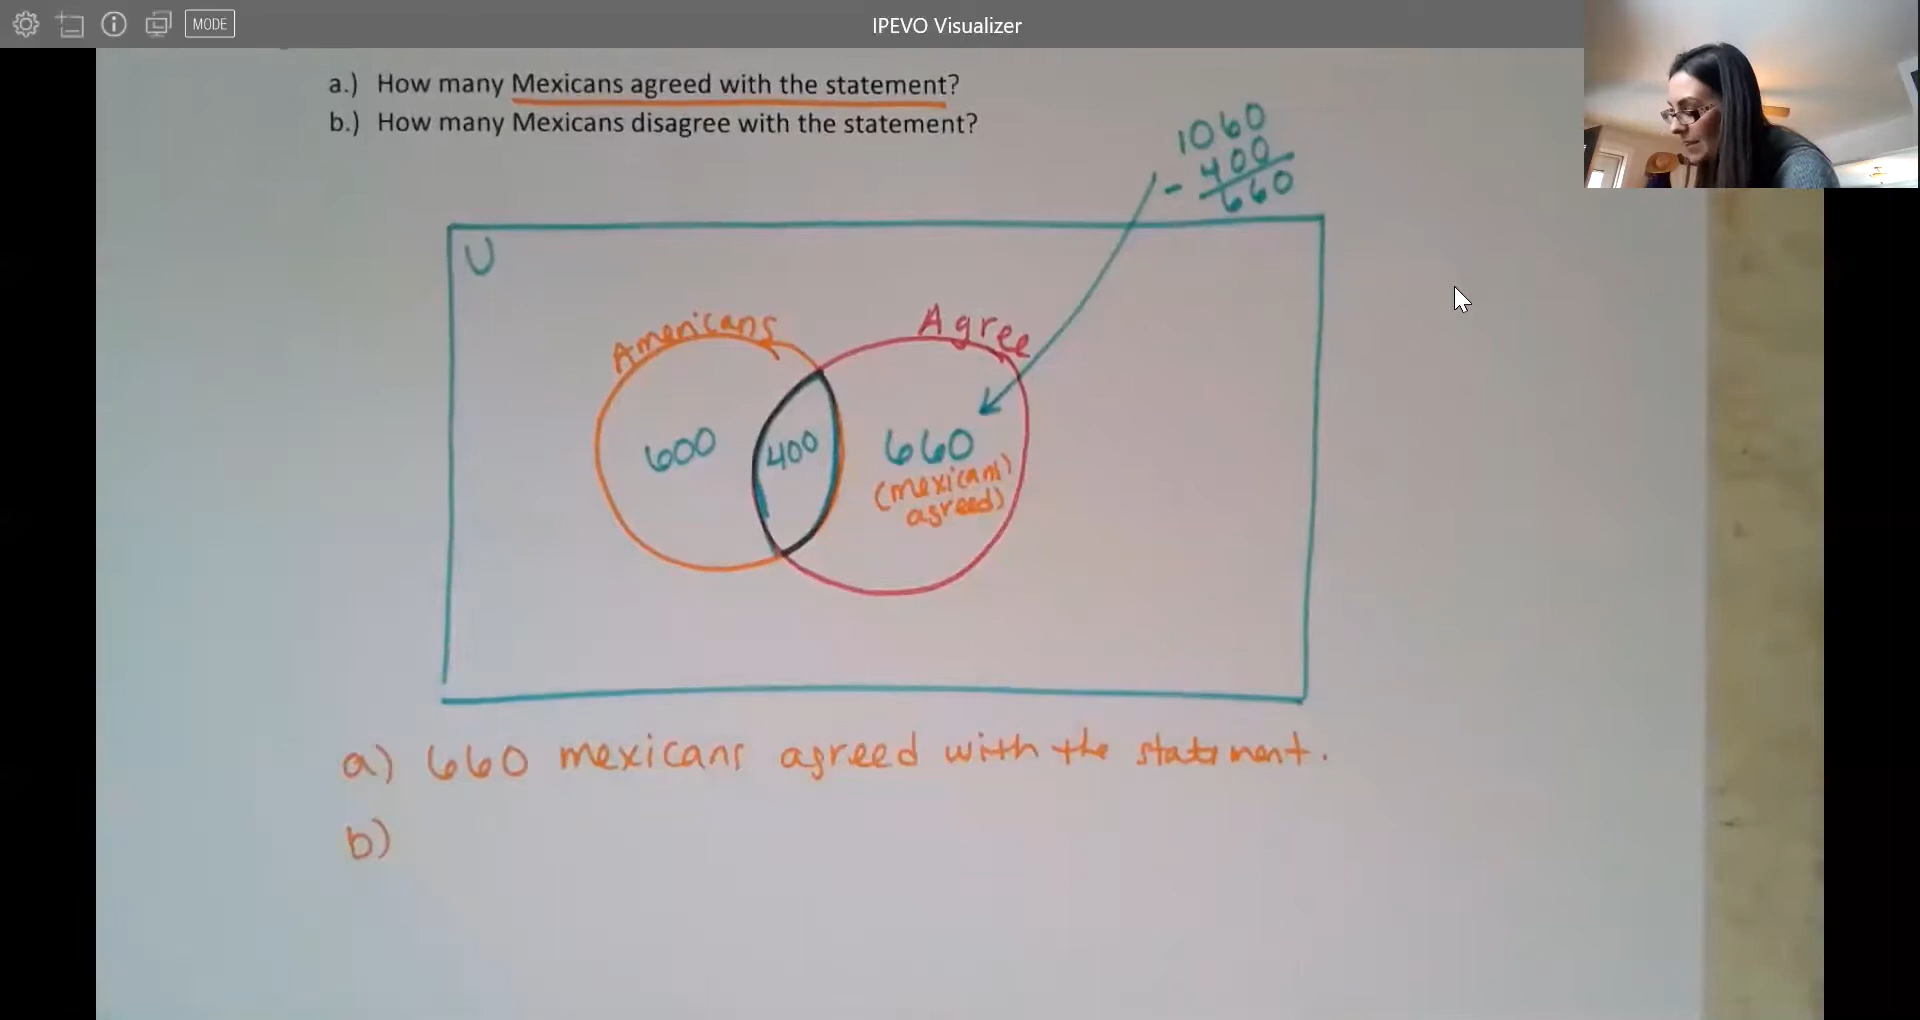 MODE
IPEVO Visualizer
a.) How many Mexicans agreed with the statement?
b.) How many Mexicans disagree with the statement?
1060
- 400
660
U
Americans
Agree
600
400
660
(mexicans
agreed)
a) 660 mexicans agreed with the statement.
b)